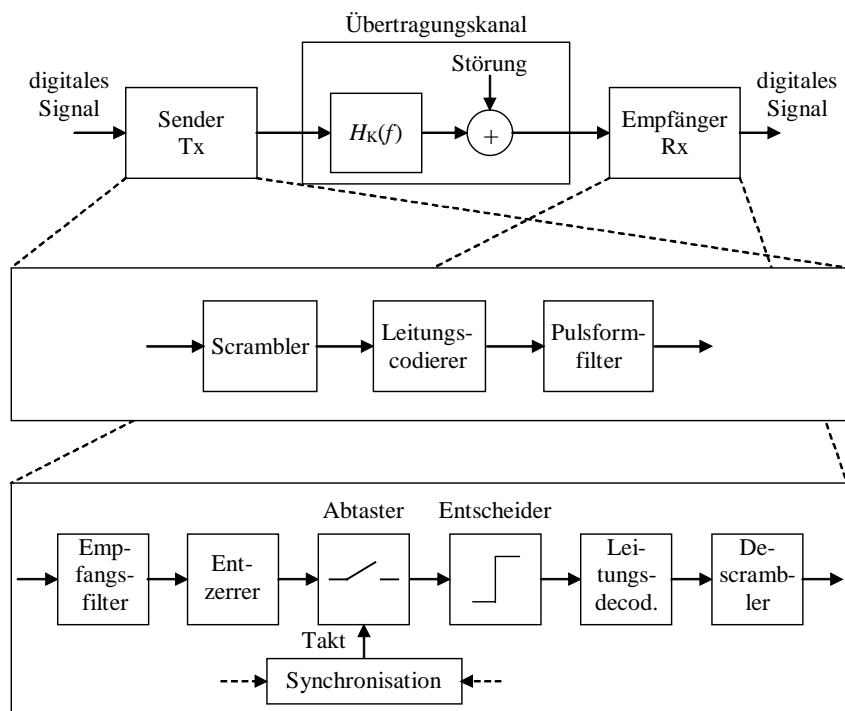 Übertragungskanal
digitales
Signal
Sender
Tx
H_K(f)
Störung
+
Empfänger
Rx
digitales
Signal
Scrambler
Leitungs-
codierer
Pulsform-
filter
Abtaster
Entscheider
Emp-
fangs-
filter
Ent-
zerrer
Lei-
tungs-
decod.
De-
scramb-
ler
Takt
Synchronisation